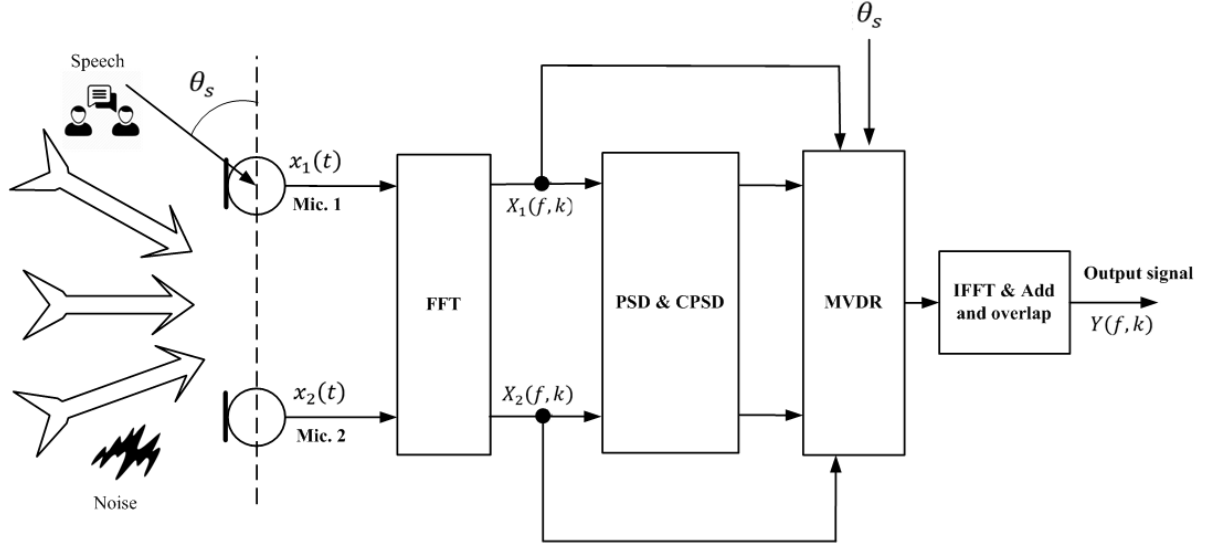 θₛ
Speech
θₛ
x₁(t)
Mic. 1
X₁(f,k)
FFT
PSD & CPSD
MVDR
IFFT & Add
and overlap
Output signal
Y(f,k)
x₂(t)
Mic. 2
X₂(f,k)
Noise